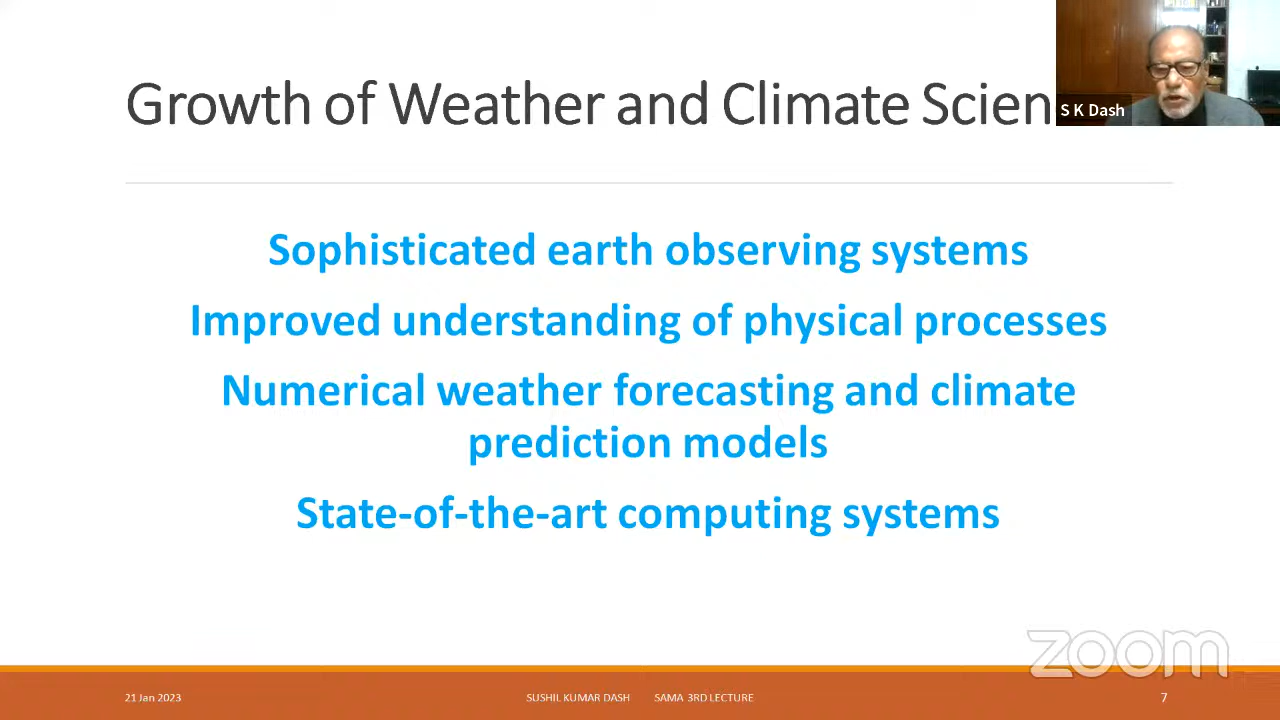 Growth of Weather and Climate Scien
S K Dash
Sophisticated earth observing systems
Improved understanding of physical processes
Numerical weather forecasting and climate
prediction models
State-of-the-art computing systems
zoom
21 Jan 2023
SUSHIL KUMAR DASH SAMA 3RD LECTURE
7